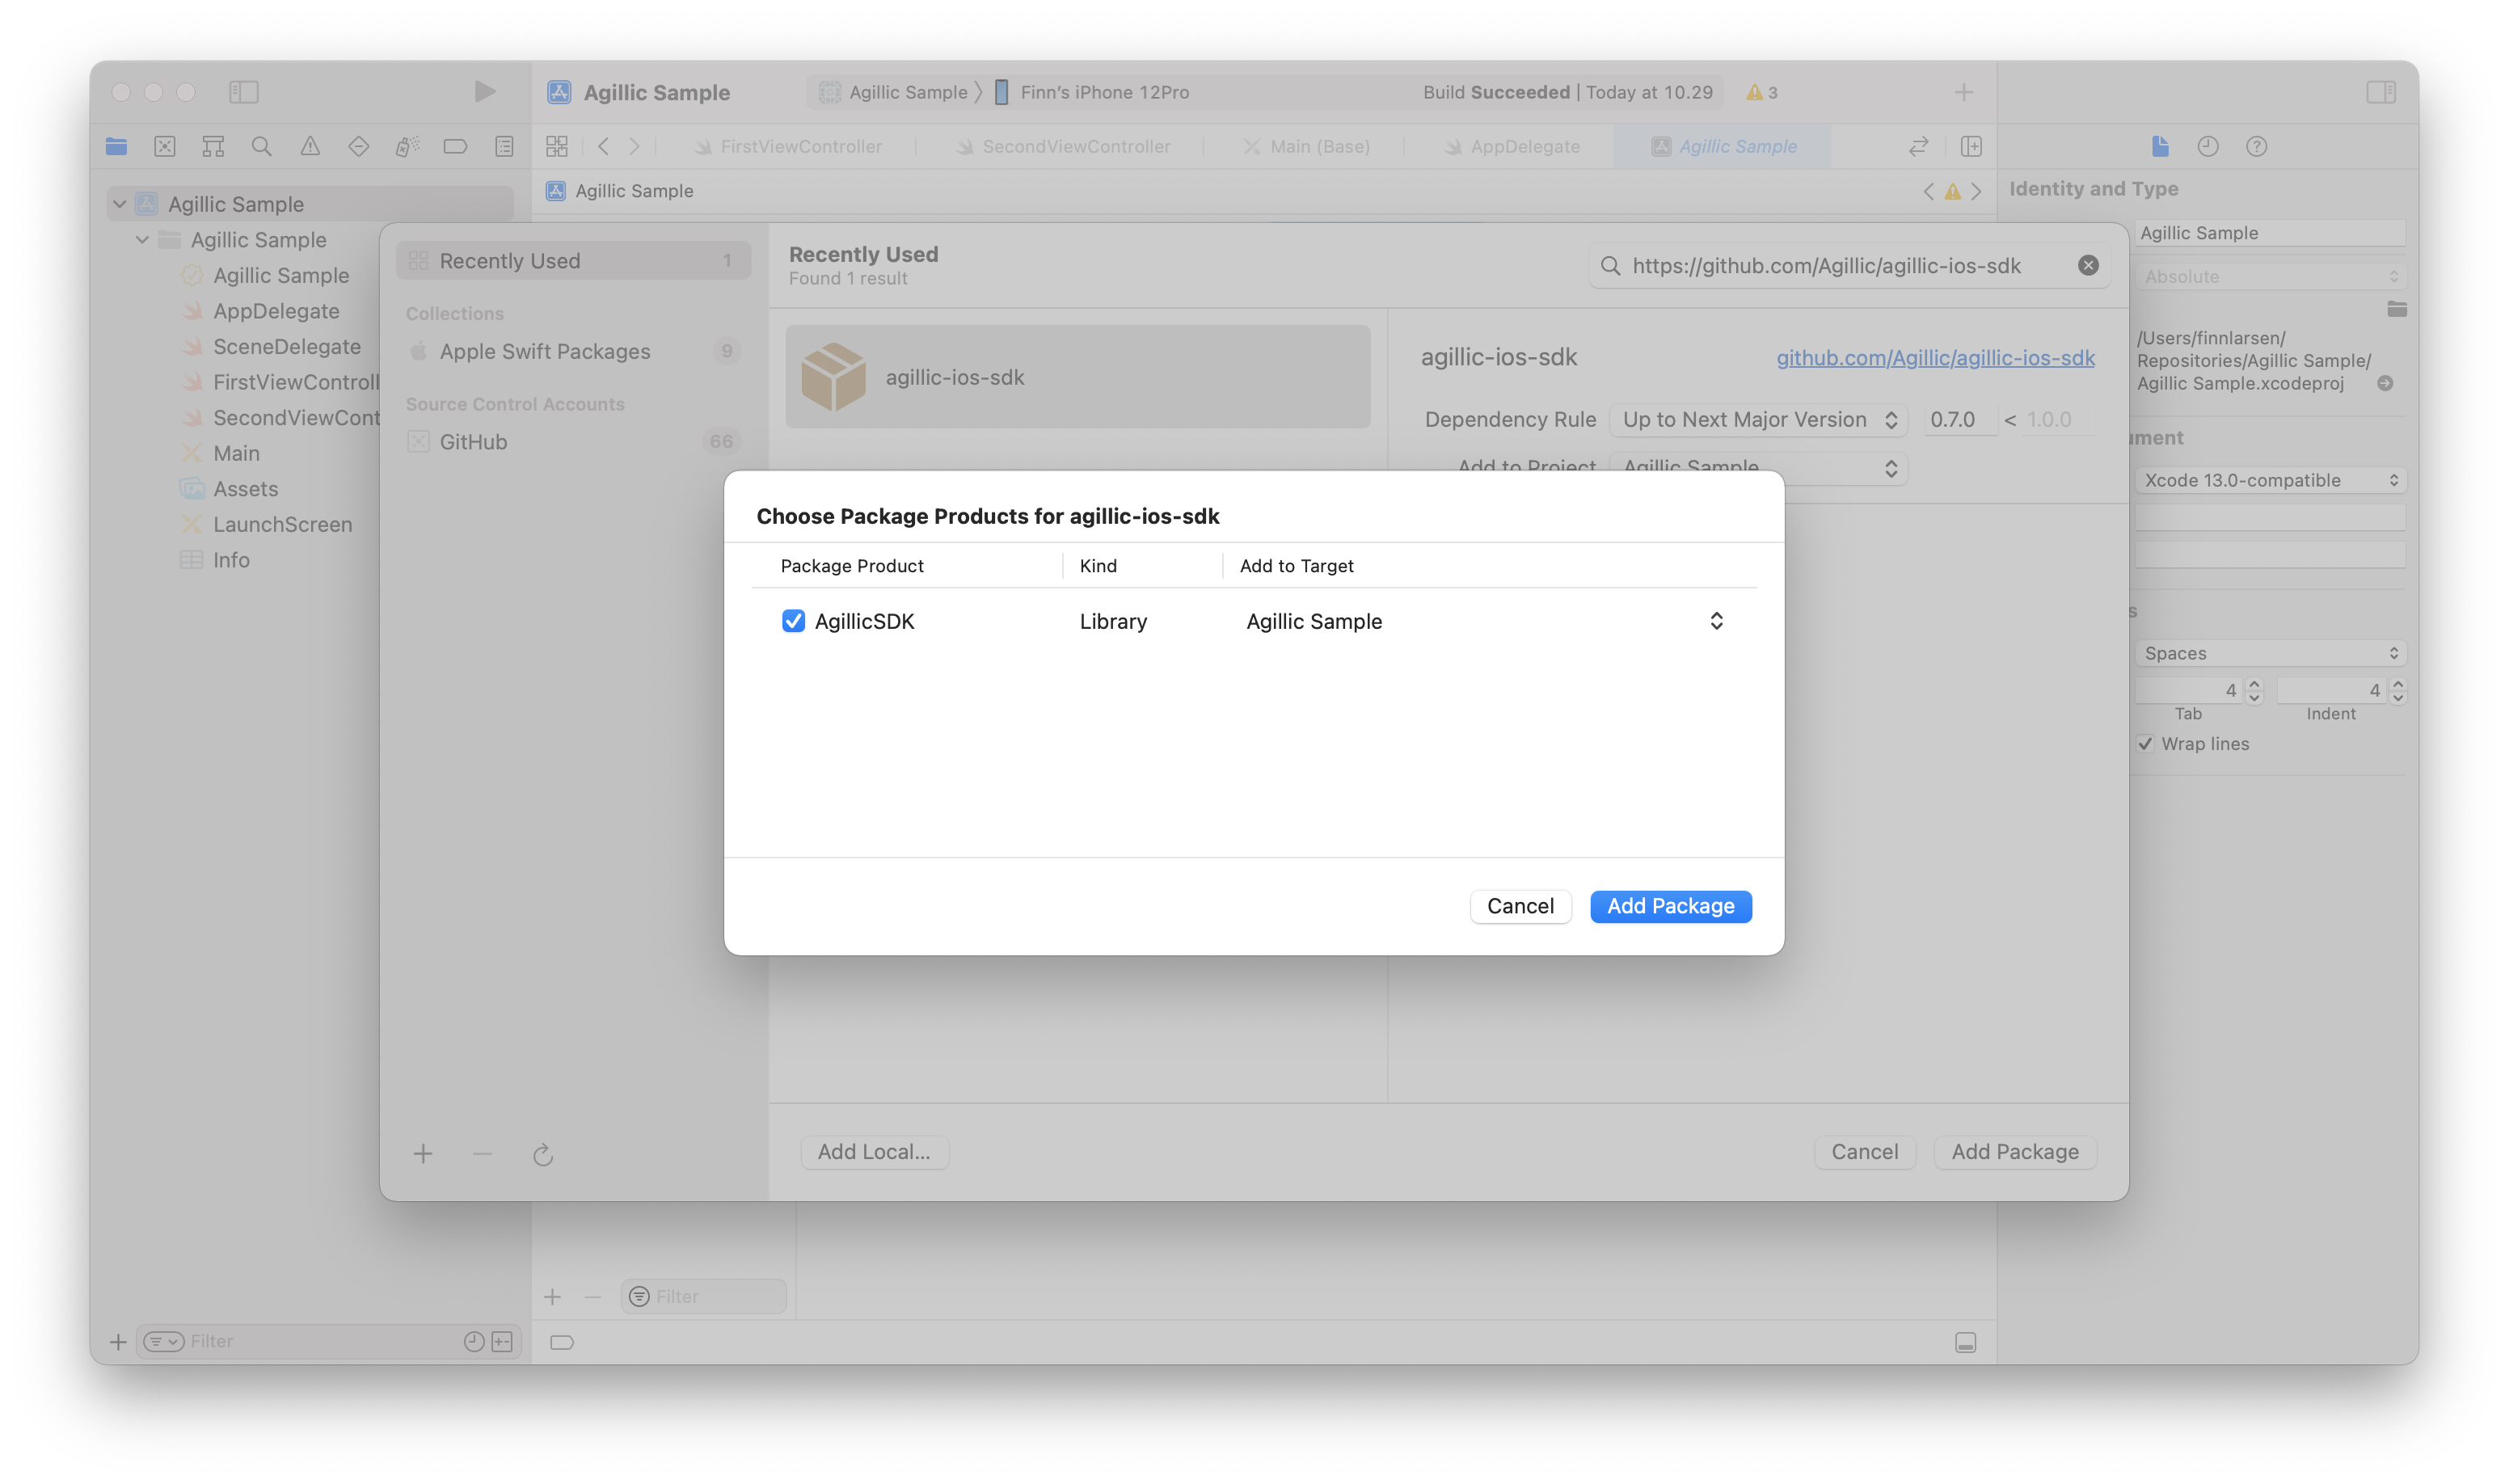 Agillic Sample
Agillic Sample
Finn's iPhone 12Pro
Build Succeeded | Today at 10.29
3
FirstViewController
SecondViewController
Main (Base)
AppDelegate
Agillic Sample
Agillic Sample
Agillic Sample
Agillic Sample
Agillic Sample
AppDelegate
SceneDelegate
FirstViewControll
SecondViewCont
Main
Assets
LaunchScreen
Info
Filter
Recently Used
1
Collections
Apple Swift Packages
9
Source Control Accounts
GitHub
66
Recently Used
Found 1 result
https://github.com/Agillic/agillic-ios-sdk
agillic-ios-sdk
agillic-ios-sdk
github.com/Agillic/agillic-ios-sdk
Dependency Rule
Up to Next Major Version
0.7.0 < 1.0.0
Add to Project
Agillic Sample
Choose Package Products for agillic-ios-sdk
Package Product
Kind
Add to Target
AgillicSDK
Library
Agillic Sample
Cancel
Add Package
Add Local...
Cancel
Add Package
Filter
Identity and Type
Agillic Sample
Absolute
/Users/finnlarsen/
Repositories/Agillic Sample/
Agillic Sample.xcodeproj
ument
Xcode 13.0-compatible
s
Spaces
4
4
Tab
Indent
Wrap lines